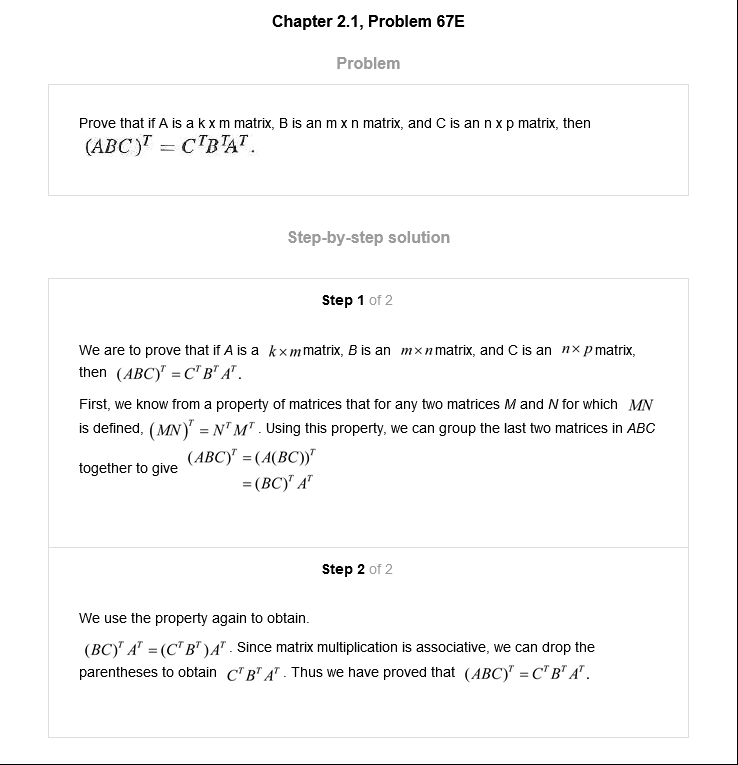 Chapter 2.1, Problem 67E
Problem
Prove that if A is a k x m matrix, B is an m x n matrix, and C is an n x p matrix, then
(ABC)^T = C^T B^T A^T.
Step-by-step solution
Step 1 of 2
We are to prove that if A is a k×m matrix, B is an m×n matrix, and C is an n×p matrix,
then (ABC)^T = C^T B^T A^T.
First, we know from a property of matrices that for any two matrices M and N for which MN
is defined, (MN)^T = N^T M^T. Using this property, we can group the last two matrices in ABC
together to give (ABC)^T = (A(BC))^T
= (BC)^T A^T
Step 2 of 2
We use the property again to obtain.
(BC)^T A^T = (C^T B^T)A^T. Since matrix multiplication is associative, we can drop the
parentheses to obtain C^T B^T A^T. Thus we have proved that (ABC)^T = C^T B^T A^T.